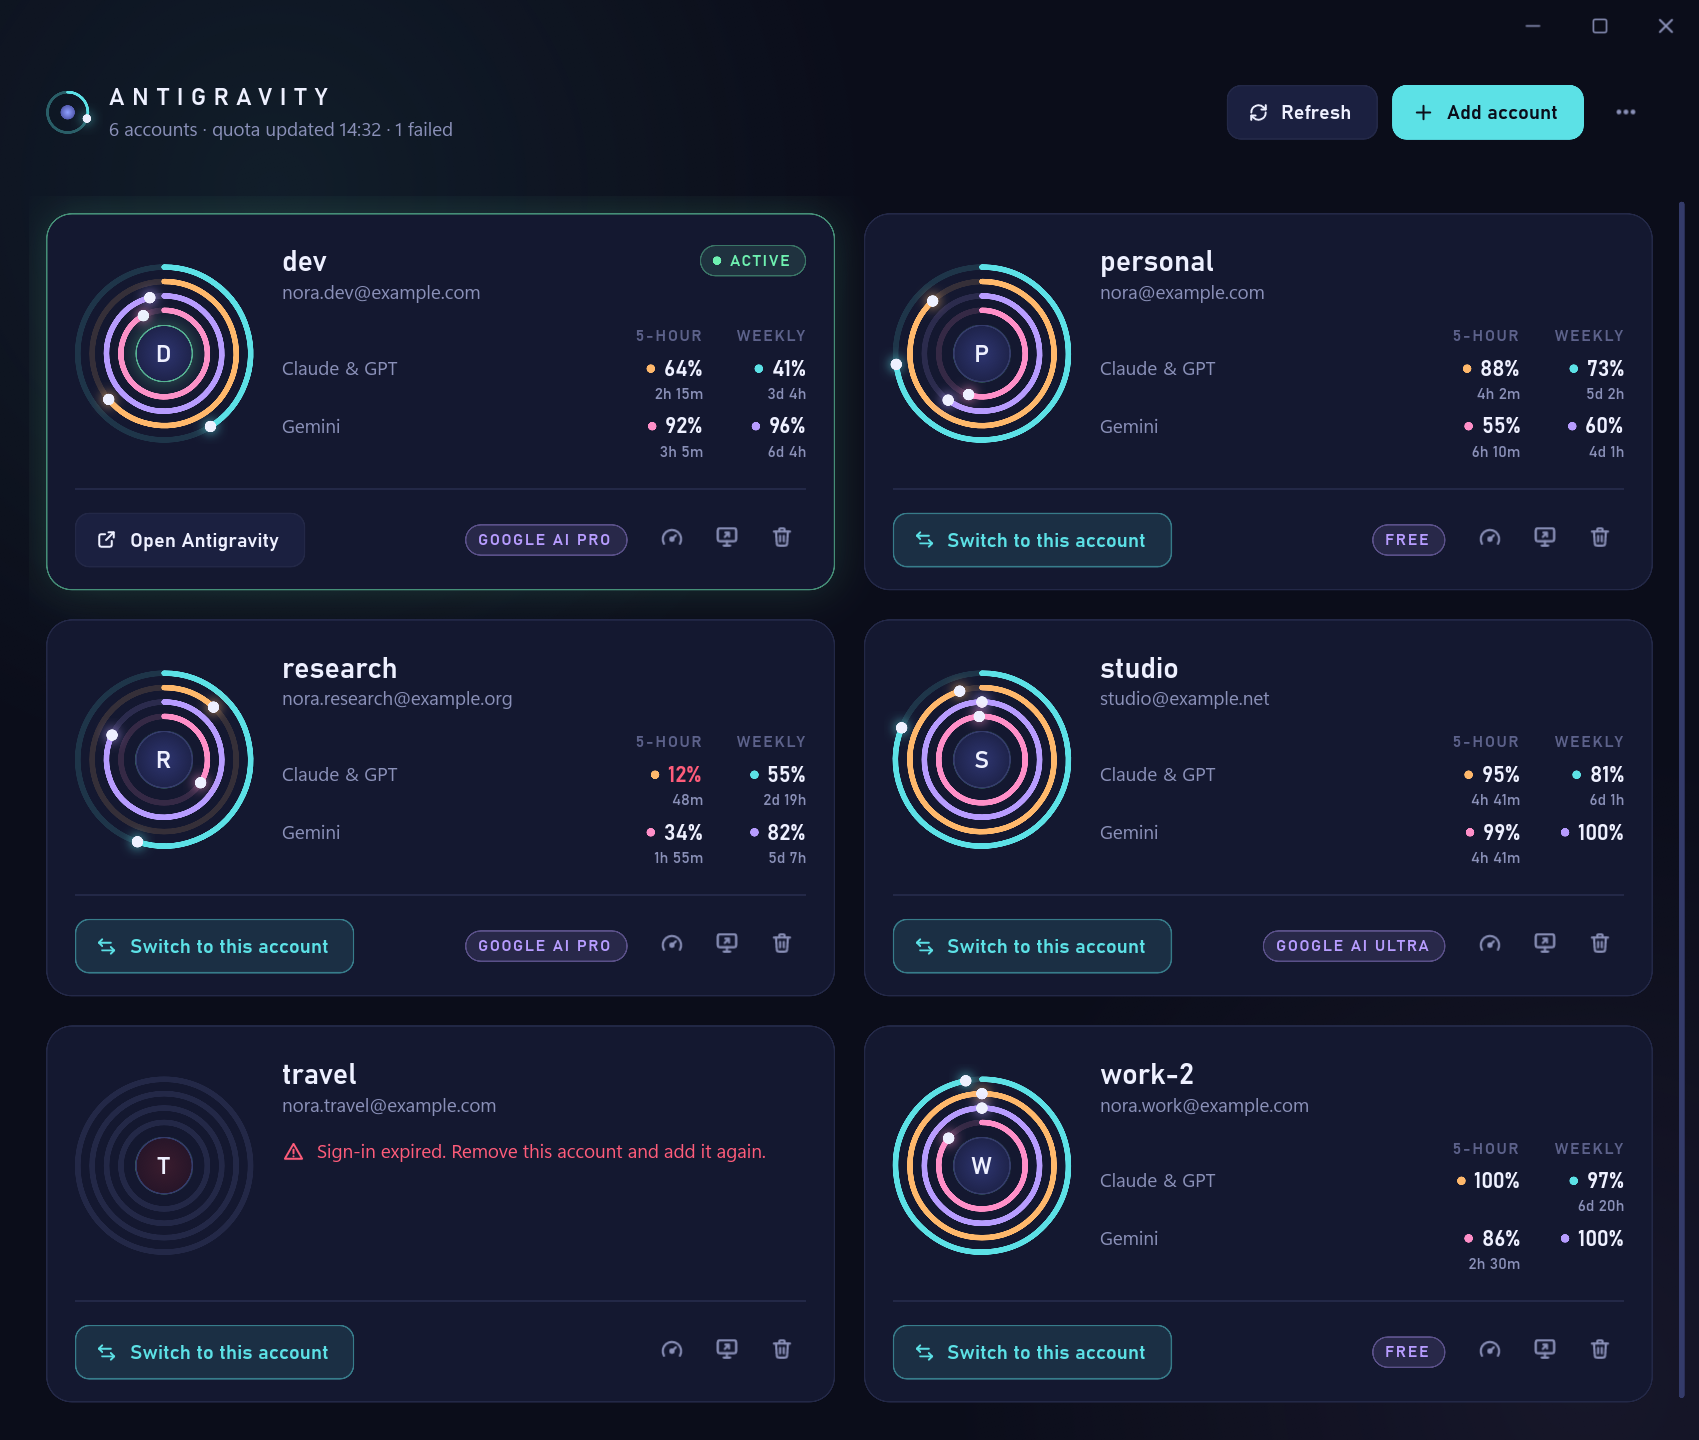 ANTIGRAVITY
6 accounts · quota updated 14:32 · 1 failed
Refresh
Add account
D
dev
ACTIVE
nora.dev@example.com
5-HOUR WEEKLY
Claude & GPT 64% 41%
2h 15m 3d 4h
Gemini 92% 96%
3h 5m 6d 4h
Open Antigravity
GOOGLE AI PRO
P
personal
nora@example.com
5-HOUR WEEKLY
Claude & GPT 88% 73%
4h 2m 5d 2h
Gemini 55% 60%
6h 10m 4d 1h
Switch to this account
FREE
R
research
nora.research@example.org
5-HOUR WEEKLY
Claude & GPT 12% 55%
48m 2d 19h
Gemini 34% 82%
1h 55m 5d 7h
Switch to this account
GOOGLE AI PRO
S
studio
studio@example.net
5-HOUR WEEKLY
Claude & GPT 95% 81%
4h 41m 6d 1h
Gemini 99% 100%
4h 41m
Switch to this account
GOOGLE AI ULTRA
T
travel
nora.travel@example.com
Sign-in expired. Remove this account and add it again.
Switch to this account
W
work-2
nora.work@example.com
5-HOUR WEEKLY
Claude & GPT 100% 97%
6d 20h
Gemini 86% 100%
2h 30m
Switch to this account
FREE